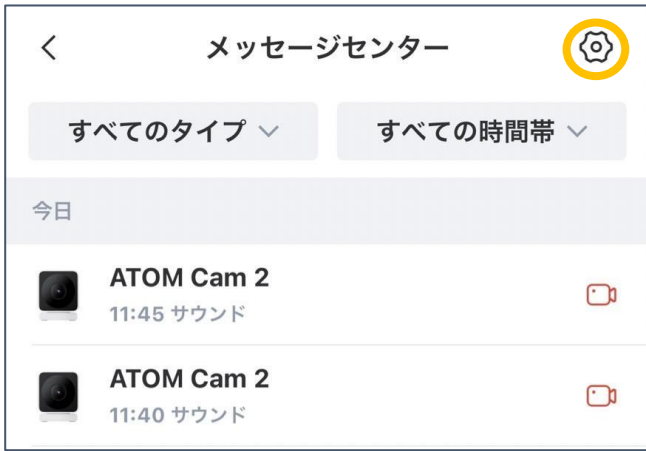 メッセージセンター
すべてのタイプ すべての時間帯
今日
ATOM Cam 2
11:45 サウンド
ATOM Cam 2
11:40 サウンド